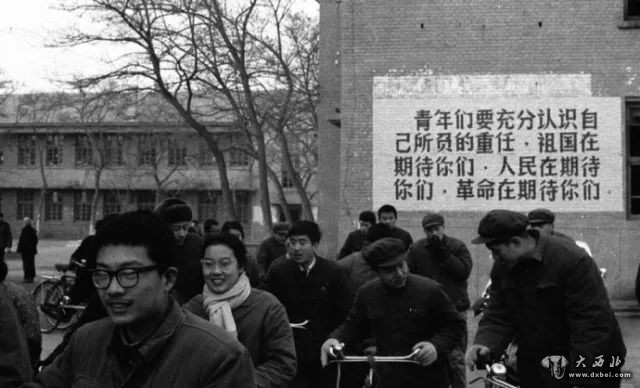 青年们要充分认识自
己所负的重任．祖国在
期待你们．人民在期待
你们．革命在期待你们
大西北
www.dxbei.com